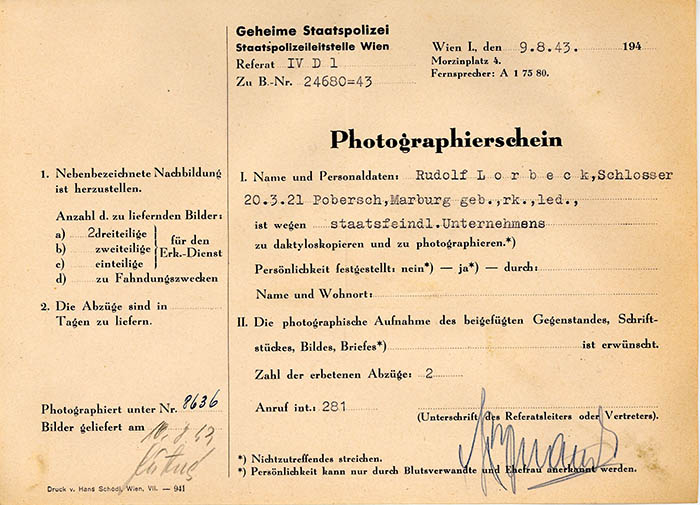 Geheime Staatspolizei
Staatspolizeileitstelle Wien
Referat IV D 1
Zu B.-Nr. 24680=43
Wien I., den 9.8.43. 194
Morzinplatz 4.
Fernsprecher: A 1 75 80.
Photographierschein
1. Nebenbezeichnete Nachbildung
ist herzustellen.
Anzahl d. zu liefernden Bilder:
a) 2dreiteilige
b) zweiteilige
c) einteilige
für den
Erk.-Dienst
d) zu Fahndungszwecken
2. Die Abzüge sind in
Tagen zu liefern.
Photographiert unter Nr. 8636
Bilder geliefert am
Druck v. Hans Schödl, Wien, VII. — 941
I. Name und Personaldaten: Rudolf L o r b e c k,Schlosser
20.3.21 Pobersch,Marburg geb.,rk.,led.,
ist wegen staatsfeindl.Unternehmens
zu daktyloskopieren und zu photographieren.*)
Persönlichkeit festgestellt: nein*) — ja*) — durch:
Name und Wohnort:
II. Die photographische Aufnahme des beigefügten Gegenstandes, Schrift-
stückes, Bildes, Briefes*) ist erwünscht.
Zahl der erbetenen Abzüge: 2
Anruf int.: 281
(Unterschrift des Referatsleiters oder Vertreters).
*) Nichtzutreffendes streichen.
*) Persönlichkeit kann nur durch Blutsverwandte und Ehefrau anerkannt werden.